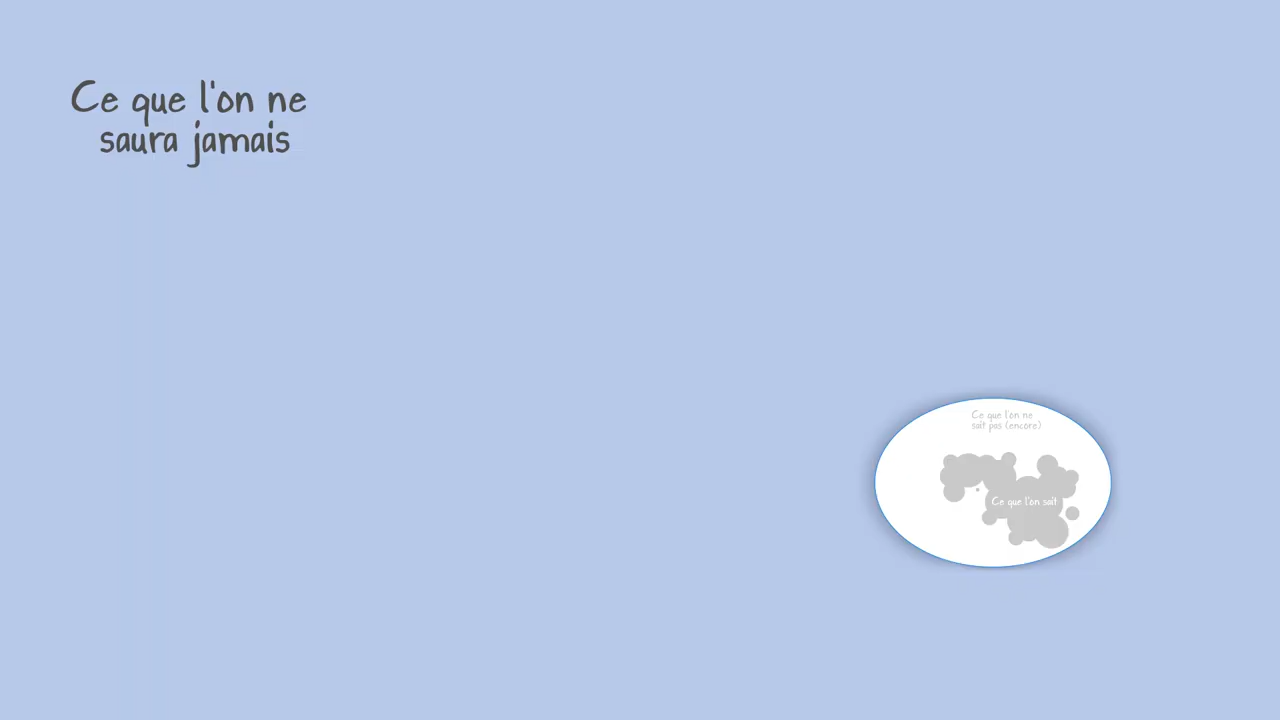 Ce que l'on ne
saura jamais
Ce que l'on ne
sait pas (encore)
Ce que l'on sait